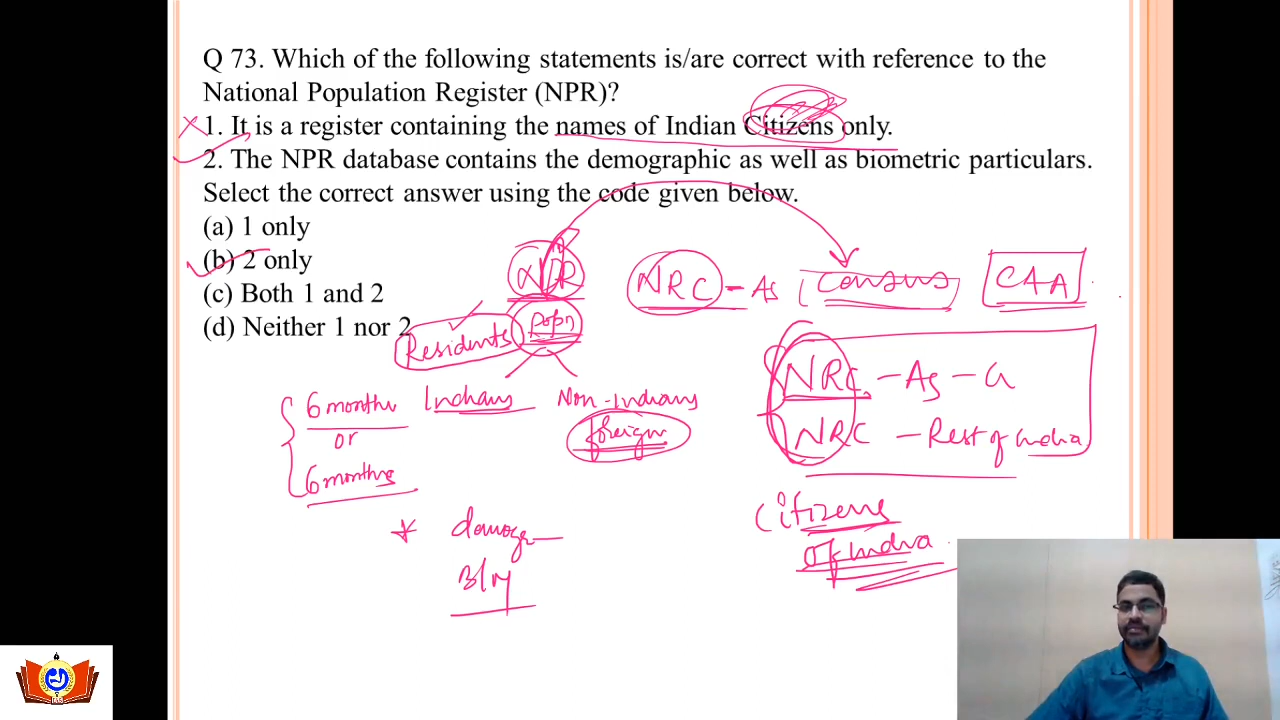 Q 73. Which of the following statements is/are correct with reference to the
National Population Register (NPR)?
1. It is a register containing the names of Indian Citizens only.
2. The NPR database contains the demographic as well as biometric particulars.
Select the correct answer using the code given below.
(a) 1 only
(b) 2 only
(c) Both 1 and 2
(d) Neither 1 nor 2
NPR
NRC - As
Census
CAA
popn
Residents
NRC - As - a
6 months
Indians
Non-Indians
or
foreign
NRC - Rest of India
6 months
Citizens
of India